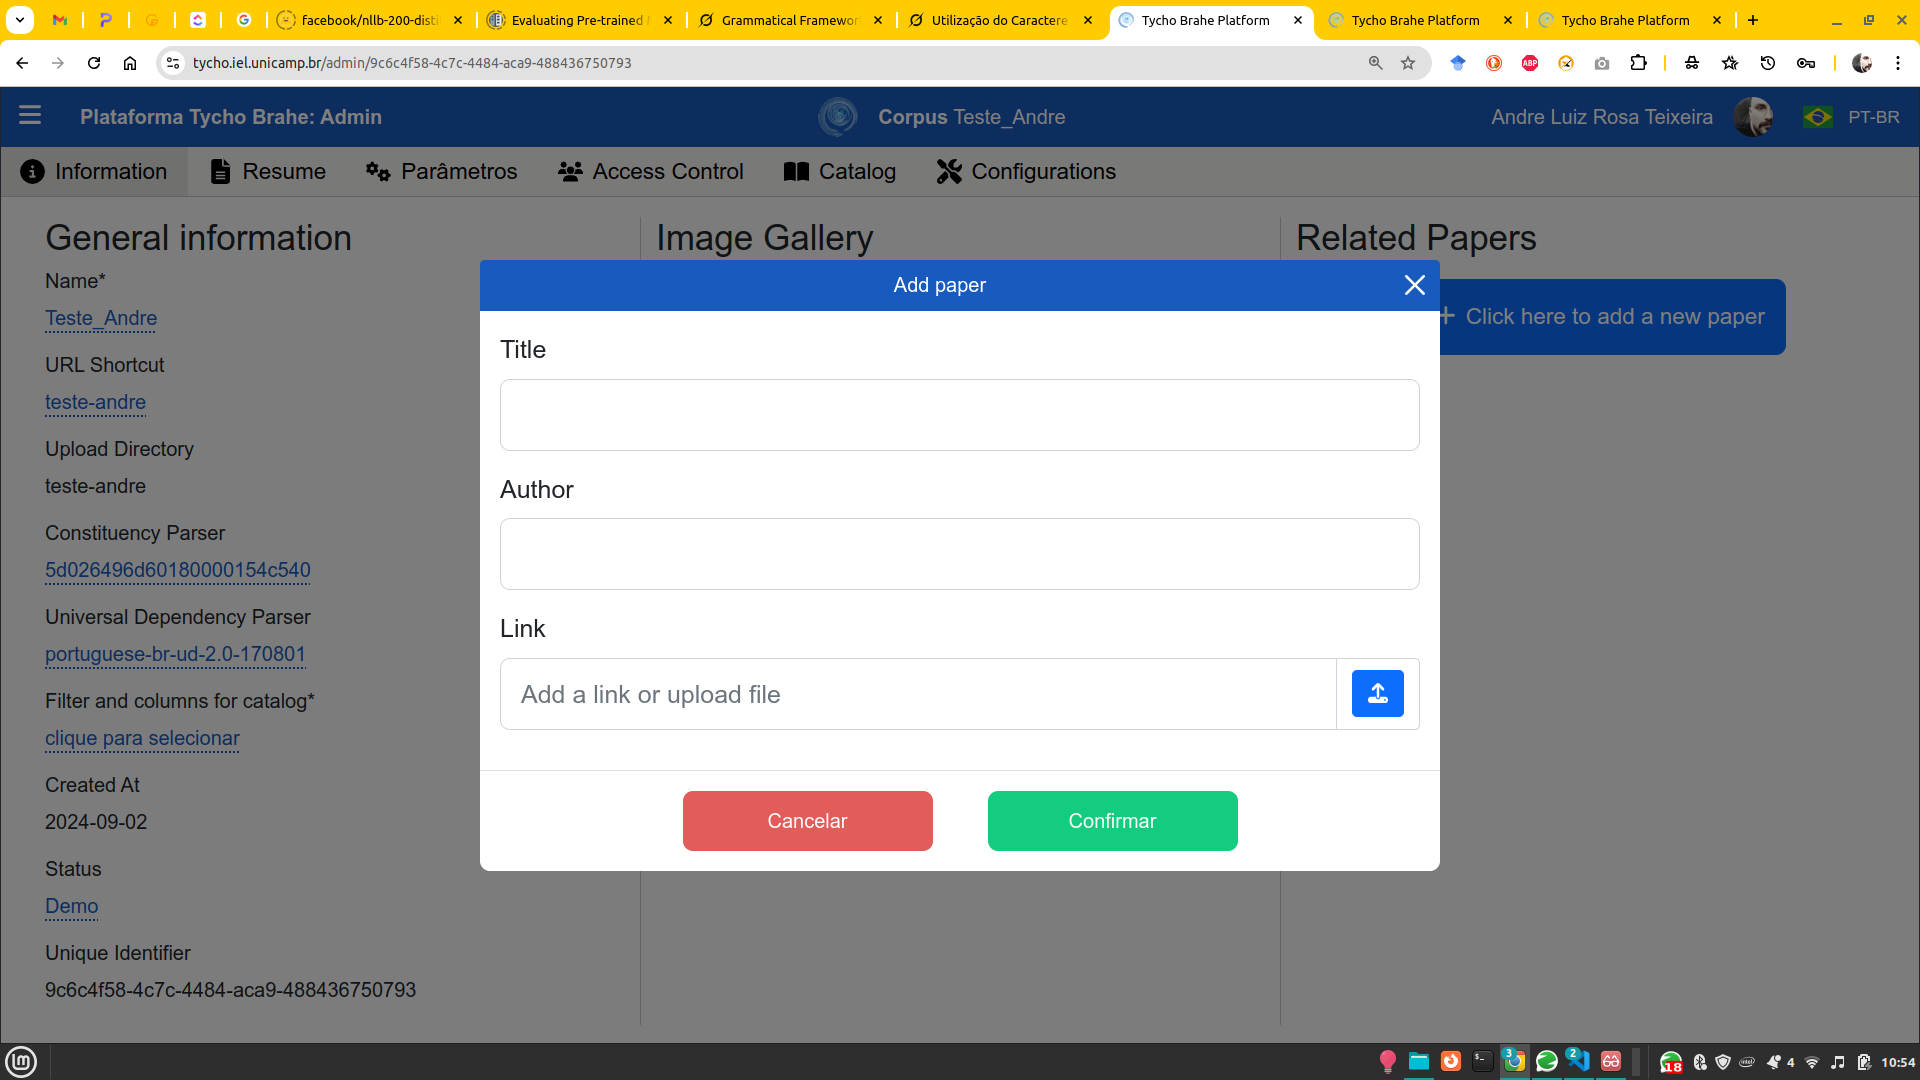 facebook/nllb-200-disti
Evaluating Pre-trained
Grammatical Framewor
Utilização do Caractere
Tycho Brahe Platform
Tycho Brahe Platform
Tycho Brahe Platform
tycho.iel.unicamp.br/admin/9c6c4f58-4c7c-4484-aca9-488436750793
ABP
Plataforma Tycho Brahe: Admin
Corpus Teste_Andre
Andre Luiz Rosa Teixeira
PT-BR
Information
Resume
Parâmetros
Access Control
Catalog
Configurations
General information
Name*
Teste_Andre
URL Shortcut
teste-andre
Upload Directory
teste-andre
Constituency Parser
5d026496d60180000154c540
Universal Dependency Parser
portuguese-br-ud-2.0-170801
Filter and columns for catalog*
clique para selecionar
Created At
2024-09-02
Status
Demo
Unique Identifier
9c6c4f58-4c7c-4484-aca9-488436750793
Image Gallery
Related Papers
Click here to add a new paper
Add paper
Title
Author
Link
Add a link or upload file
Cancelar
Confirmar
3
2
18
4
10:54